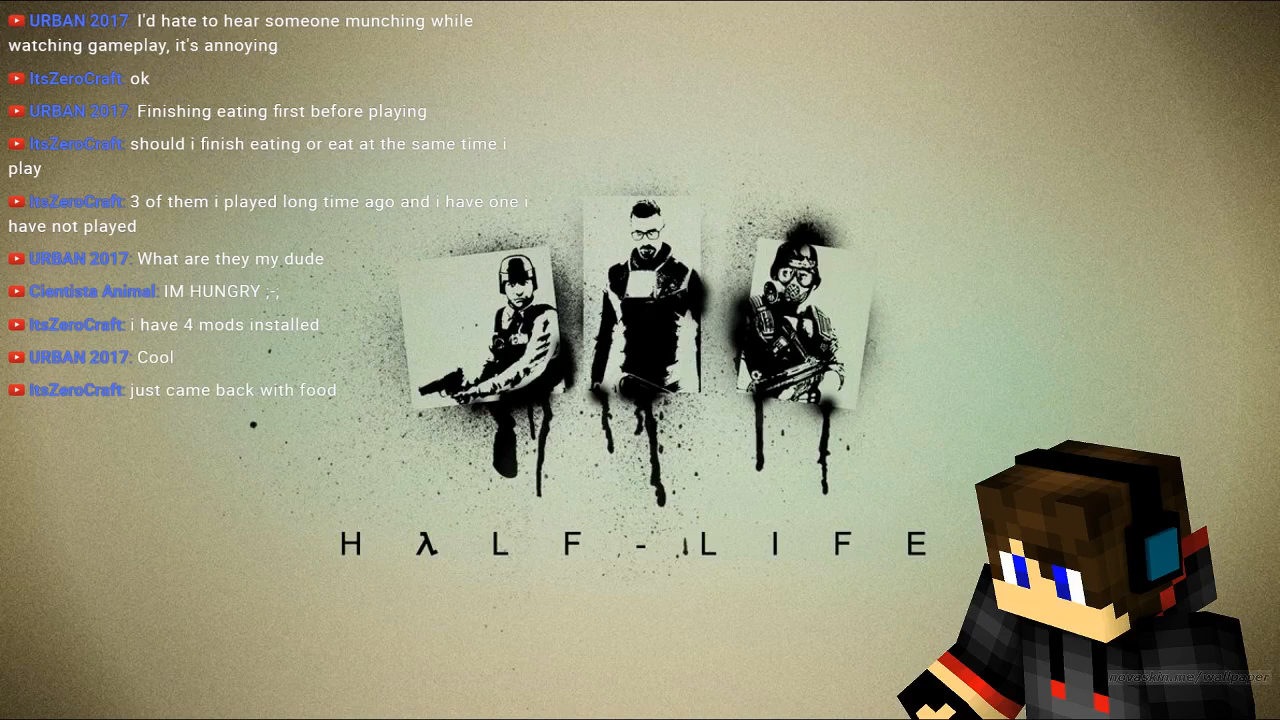 URBAN 2017: I'd hate to hear someone munching while
watching gameplay, it's annoying
ItsZeroCraft: ok
URBAN 2017: Finishing eating first before playing
ItsZeroCraft: should i finish eating or eat at the same time i
play
ItsZeroCraft: 3 of them i played long time ago and i have one i
have not played
URBAN 2017: What are they my dude
Cientista Animal: IM HUNGRY ;-;
ItsZeroCraft: i have 4 mods installed
URBAN 2017: Cool
ItsZeroCraft: just came back with food
H λ L F - L I F E
novaskin.me/wallpaper